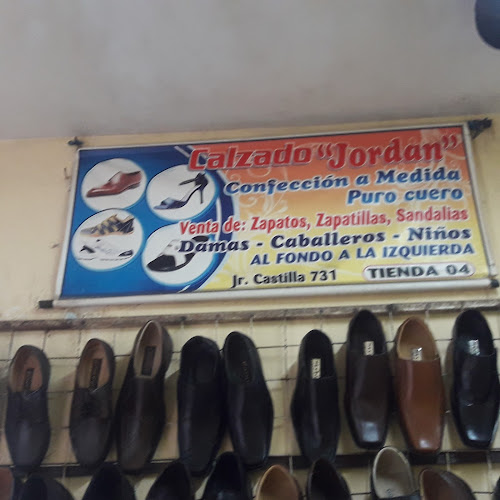 Calzado "Jordan"
Confección a Medida
Puro cuero
Venta de: Zapatos, Zapatillas, Sandalias
Damas - Caballeros - Niños
AL FONDO A LA IZQUIERDA
Jr. Castilla 731
TIENDA 04